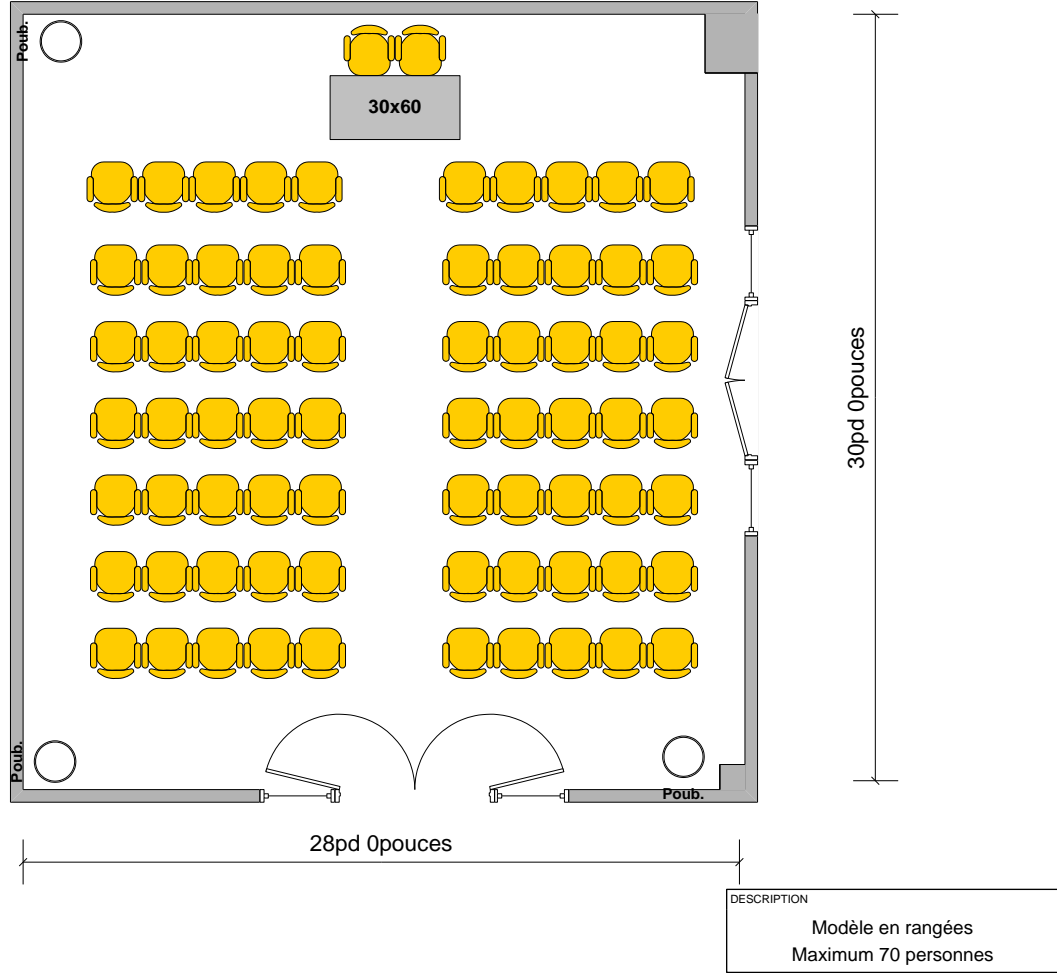 Poub.
30x60
30pd 0pouces
Poub.
Poub.
28pd 0pouces
DESCRIPTION
Modèle en rangées
Maximum 70 personnes